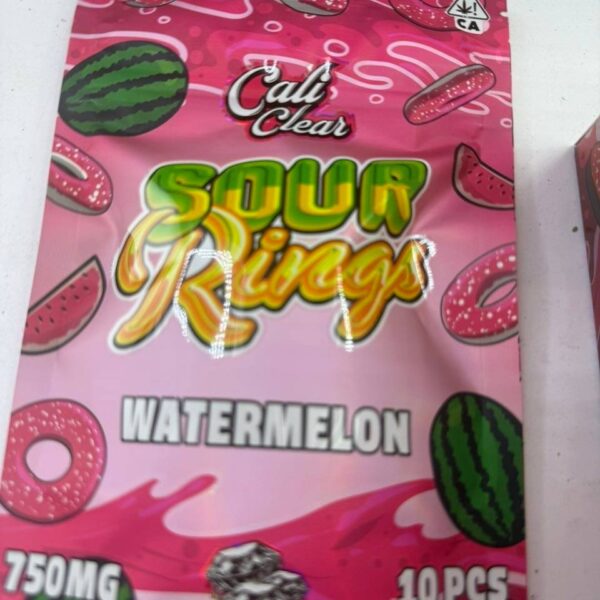 CA
Cali
Clear
SOUR
Rings
WATERMELON
750MG
10 PCS